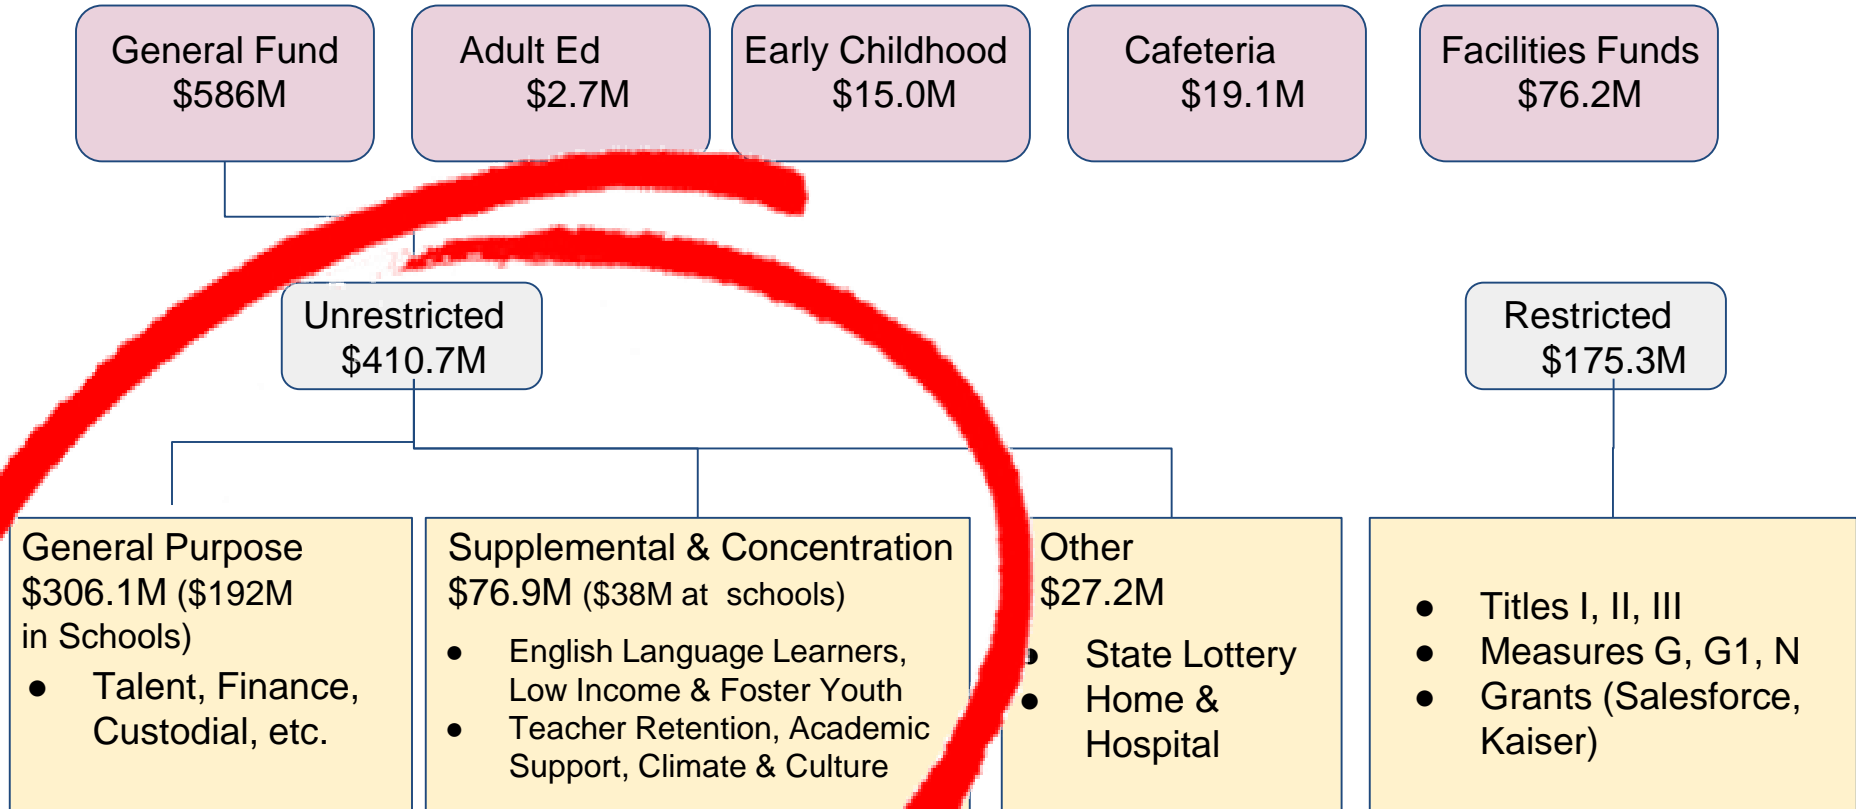 General Fund
$586M
Adult Ed
$2.7M
Early Childhood
$15.0M
Cafeteria
$19.1M
Facilities Funds
$76.2M
Unrestricted
$410.7M
Restricted
$175.3M
General Purpose
$306.1M ($192M
in Schools)
● Talent, Finance,
Custodial, etc.
Supplemental & Concentration
$76.9M ($38M at schools)
● English Language Learners,
Low Income & Foster Youth
● Teacher Retention, Academic
Support, Climate & Culture
Other
$27.2M
● State Lottery
● Home &
Hospital
● Titles I, II, III
● Measures G, G1, N
● Grants (Salesforce,
Kaiser)